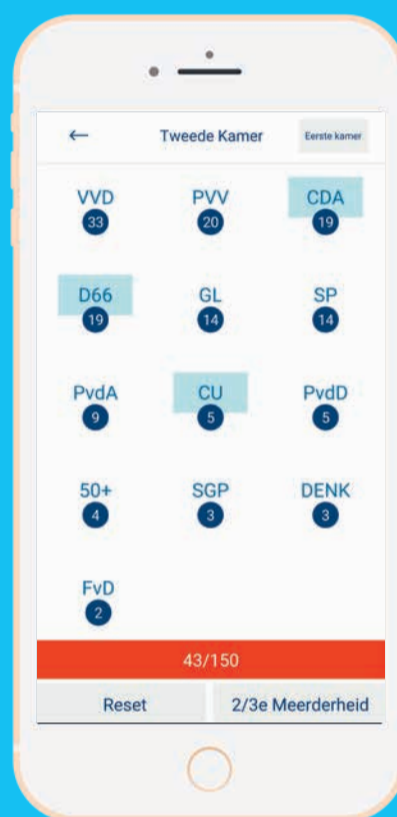 ← Tweede Kamer Eerste kamer
VVD PVV CDA
33 20 19
D66 GL SP
19 14 14
PvdA CU PvdD
9 5 5
50+ SGP DENK
4 3 3
FvD
2
43/150
Reset 2/3e Meerderheid